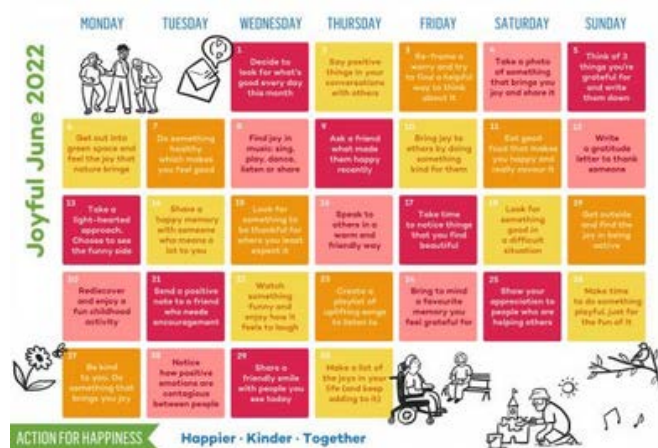 Joyful June 2022
MONDAY TUESDAY WEDNESDAY THURSDAY FRIDAY SATURDAY SUNDAY
1
Decide to
look for what's
good every day
this month
2
Say positive
things in your
conversations
with others
3
Re-frame a
worry and try
to find a helpful
way to think
about it
4
Take a photo
of something
that brings you
joy and share it
5
Think of 3
things you're
grateful for
and write
them down
6
Get out into
green space and
feel the joy that
nature brings
7
Do something
healthy
which makes
you feel good
8
Find joy in
music: sing,
play, dance,
listen or share
9
Ask a friend
what made
them happy
recently
10
Bring joy to
others by doing
something
kind for them
11
Eat good
food that makes
you happy and
really savour it
12
Write
a gratitude
letter to thank
someone
13
Take a
light-hearted
approach.
Choose to see
the funny side
14
Share a
happy memory
with someone
who means a
lot to you
15
Look for
something to
be thankful for
where you least
expect it
16
Speak to
others in a
warm and
friendly way
17
Take time
to notice things
that you find
beautiful
18
Look for
something
good in
a difficult
situation
19
Get outside
and find the
joy in being
active
20
Rediscover
and enjoy a
fun childhood
activity
21
Send a positive
note to a friend
who needs
encouragement
22
Watch
something
funny and
enjoy how it
feels to laugh
23
Create a
playlist of
uplifting songs
to listen to
24
Bring to mind
a favourite
memory you
feel grateful for
25
Show your
appreciation to
people who are
helping others
26
Make time
to do something
playful, just for
the fun of it
27
Be kind
to you. Do
something that
brings you joy
28
Notice
how positive
emotions are
contagious
between people
29
Share a
friendly smile
with people you
see today
30
Make a list of
the joys in your
life (and keep
adding to it)
ACTION FOR HAPPINESS
Happier · Kinder · Together